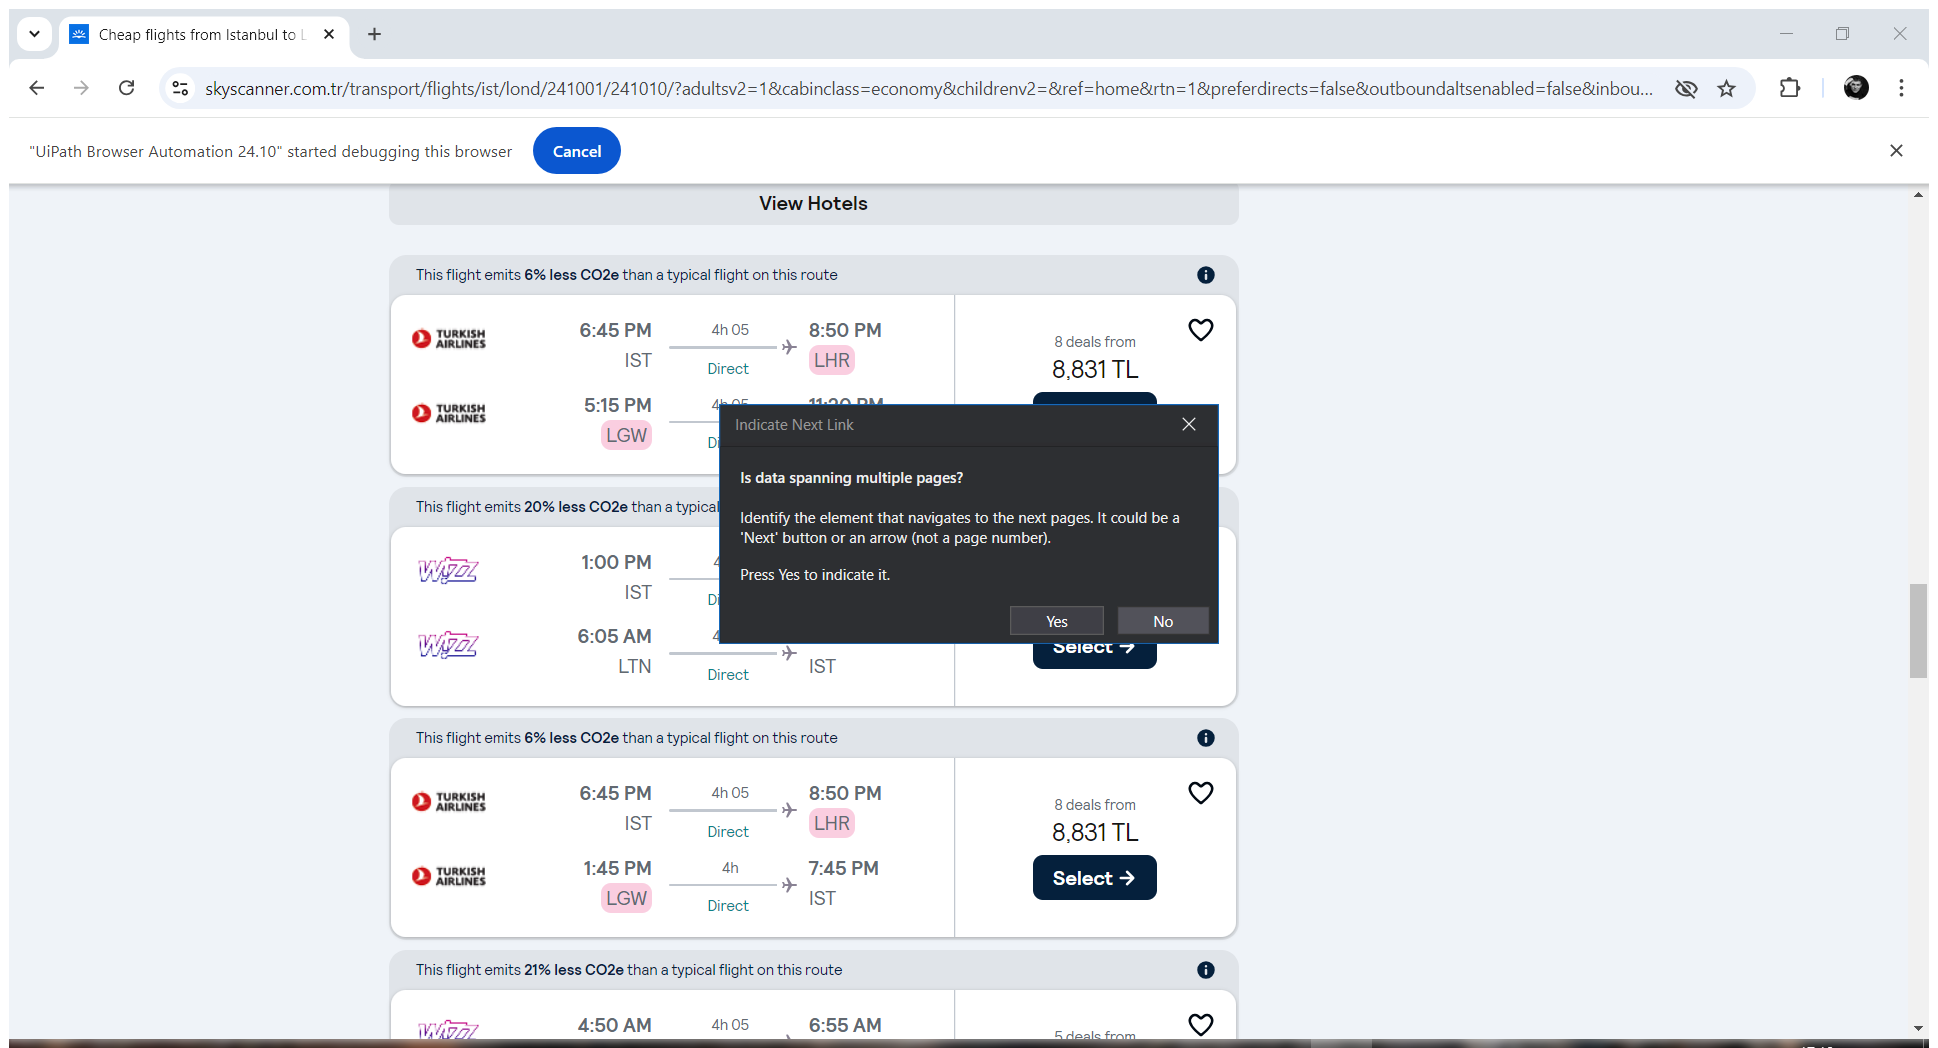 Cheap flights from Istanbul to L
skyscanner.com.tr/transport/flights/ist/lond/241001/241010/?adultsv2=1&cabinclass=economy&childrenv2=&ref=home&rtn=1&preferdirects=false&outboundaltsenabled=false&inbou...
"UiPath Browser Automation 24.10" started debugging this browser
Cancel
View Hotels
This flight emits 6% less CO2e than a typical flight on this route
TURKISH AIRLINES
6:45 PM 4h 05 8:50 PM
IST Direct LHR
8 deals from
8,831 TL
TURKISH AIRLINES
5:15 PM 4h 05 11:20 PM
LGW
Indicate Next Link
Is data spanning multiple pages?
Identify the element that navigates to the next pages. It could be a
'Next' button or an arrow (not a page number).
Press Yes to indicate it.
Yes No
This flight emits 20% less CO2e than a typical
WIZZ
1:00 PM
IST
WIZZ
6:05 AM
LTN Direct IST
Select →
This flight emits 6% less CO2e than a typical flight on this route
TURKISH AIRLINES
6:45 PM 4h 05 8:50 PM
IST Direct LHR
8 deals from
8,831 TL
Select →
TURKISH AIRLINES
1:45 PM 4h 7:45 PM
LGW Direct IST
This flight emits 21% less CO2e than a typical flight on this route
WIZZ
4:50 AM 4h 05 6:55 AM
5 deals from